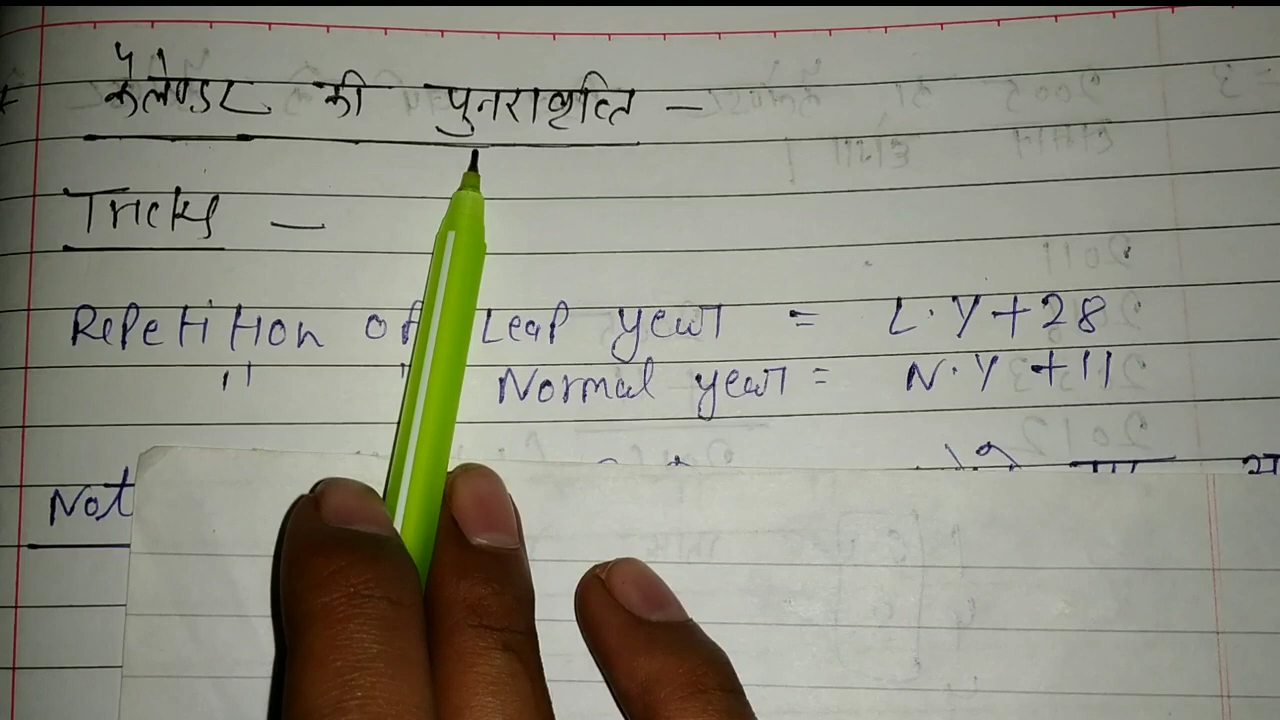 कैलेण्डर की पुनरावृत्ति –
Tricks –
Repetition of Leap year = L.Y+28
" " Normal year = N.Y +11
Not